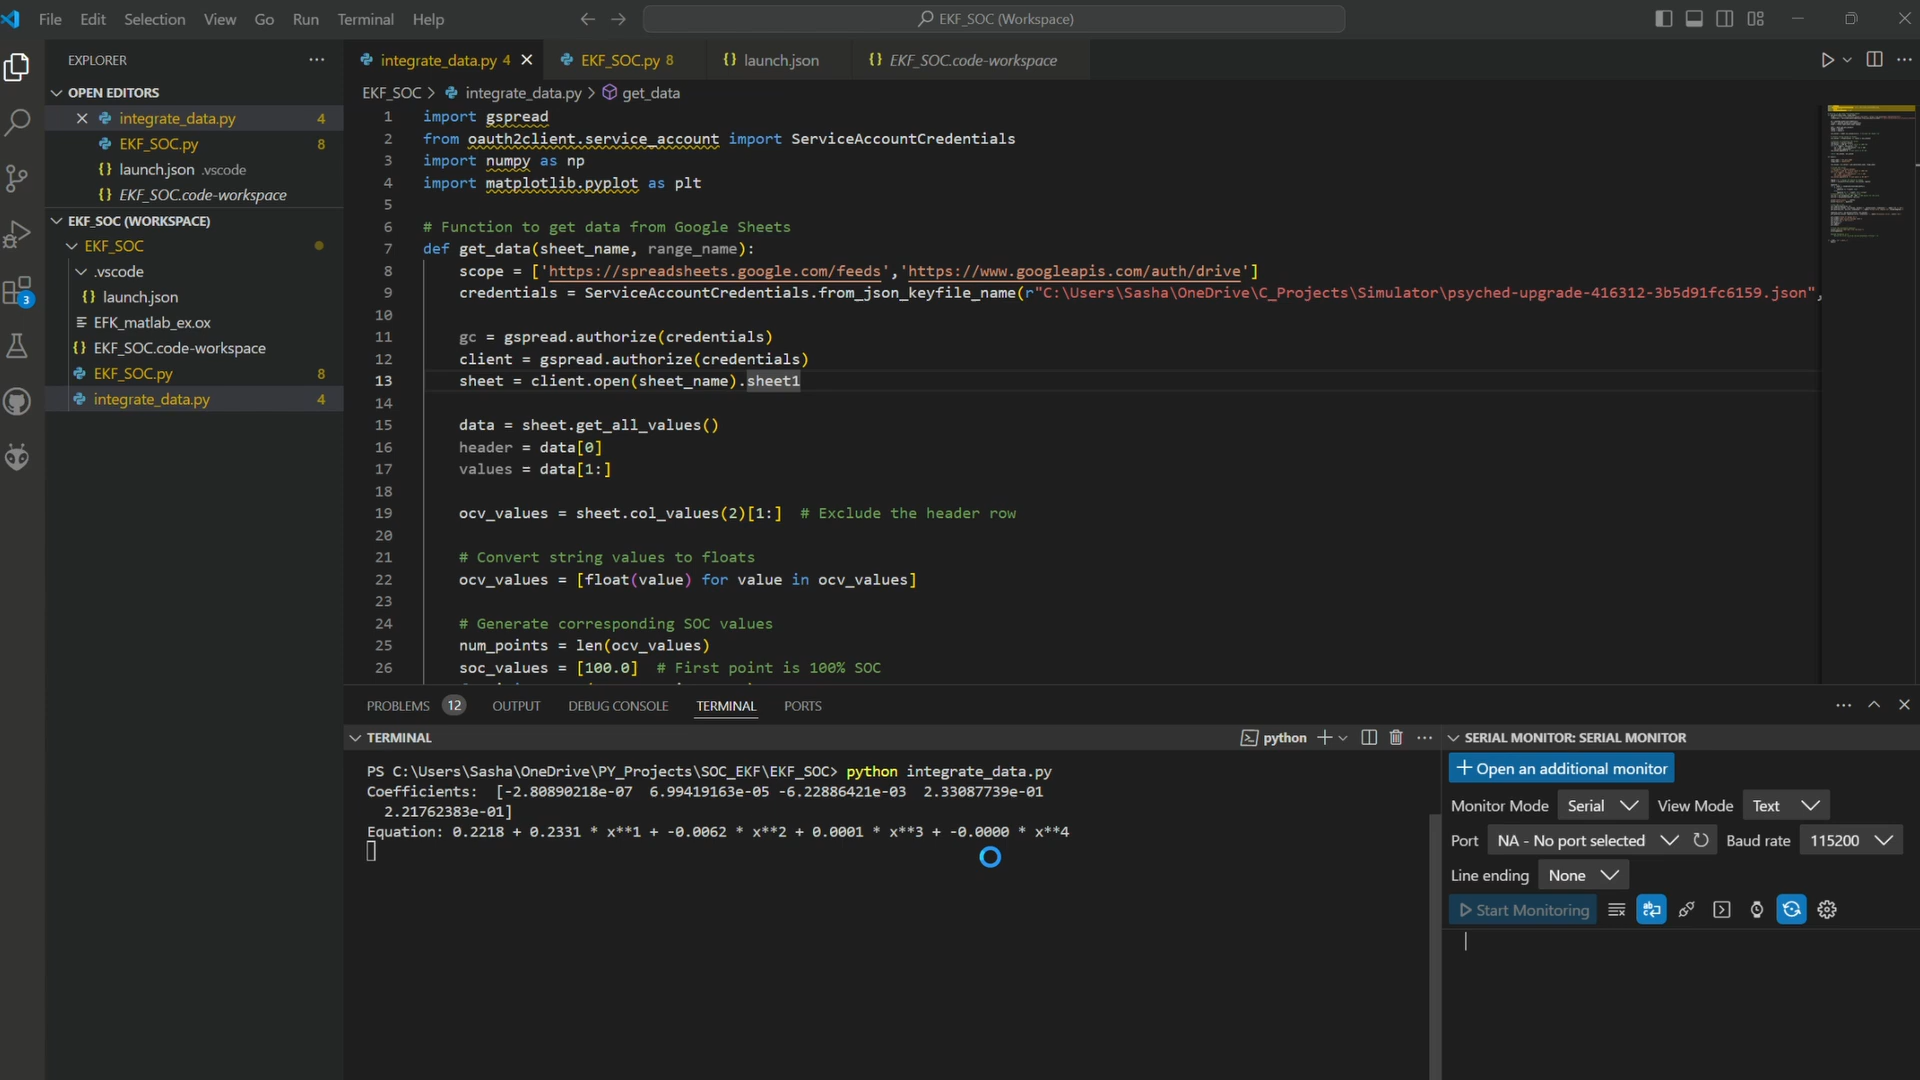 File Edit Selection View Go Run Terminal Help
EKF_SOC (Workspace)
EXPLORER
OPEN EDITORS
integrate_data.py 4
EKF_SOC.py 8
launch.json .vscode
EKF_SOC.code-workspace
EKF_SOC (WORKSPACE)
EKF_SOC
.vscode
launch.json
EFK_matlab_ex.ox
EKF_SOC.code-workspace
EKF_SOC.py 8
integrate_data.py 4
3
integrate_data.py 4 EKF_SOC.py 8 launch.json EKF_SOC.code-workspace
EKF_SOC > integrate_data.py > get_data
1 import gspread
2 from oauth2client.service_account import ServiceAccountCredentials
3 import numpy as np
4 import matplotlib.pyplot as plt
5
6 # Function to get data from Google Sheets
7 def get_data(sheet_name, range_name):
8 scope = ['https://spreadsheets.google.com/feeds','https://www.googleapis.com/auth/drive']
9 credentials = ServiceAccountCredentials.from_json_keyfile_name(r"C:\Users\Sasha\OneDrive\C_Projects\Simulator\psyched-upgrade-416312-3b5d91fc6159.json",
10
11 gc = gspread.authorize(credentials)
12 client = gspread.authorize(credentials)
13 sheet = client.open(sheet_name).sheet1
14
15 data = sheet.get_all_values()
16 header = data[0]
17 values = data[1:]
18
19 ocv_values = sheet.col_values(2)[1:] # Exclude the header row
20
21 # Convert string values to floats
22 ocv_values = [float(value) for value in ocv_values]
23
24 # Generate corresponding SOC values
25 num_points = len(ocv_values)
26 soc_values = [100.0] # First point is 100% SOC
PROBLEMS 12 OUTPUT DEBUG CONSOLE TERMINAL PORTS
TERMINAL
python
PS C:\Users\Sasha\OneDrive\PY_Projects\SOC_EKF\EKF_SOC> python integrate_data.py
Coefficients: [-2.80890218e-07 6.99419163e-05 -6.22886421e-03 2.33087739e-01
2.21762383e-01]
Equation: 0.2218 + 0.2331 * x**1 + -0.0062 * x**2 + 0.0001 * x**3 + -0.0000 * x**4
SERIAL MONITOR: SERIAL MONITOR
+ Open an additional monitor
Monitor Mode Serial View Mode Text
Port NA - No port selected Baud rate 115200
Line ending None
Start Monitoring